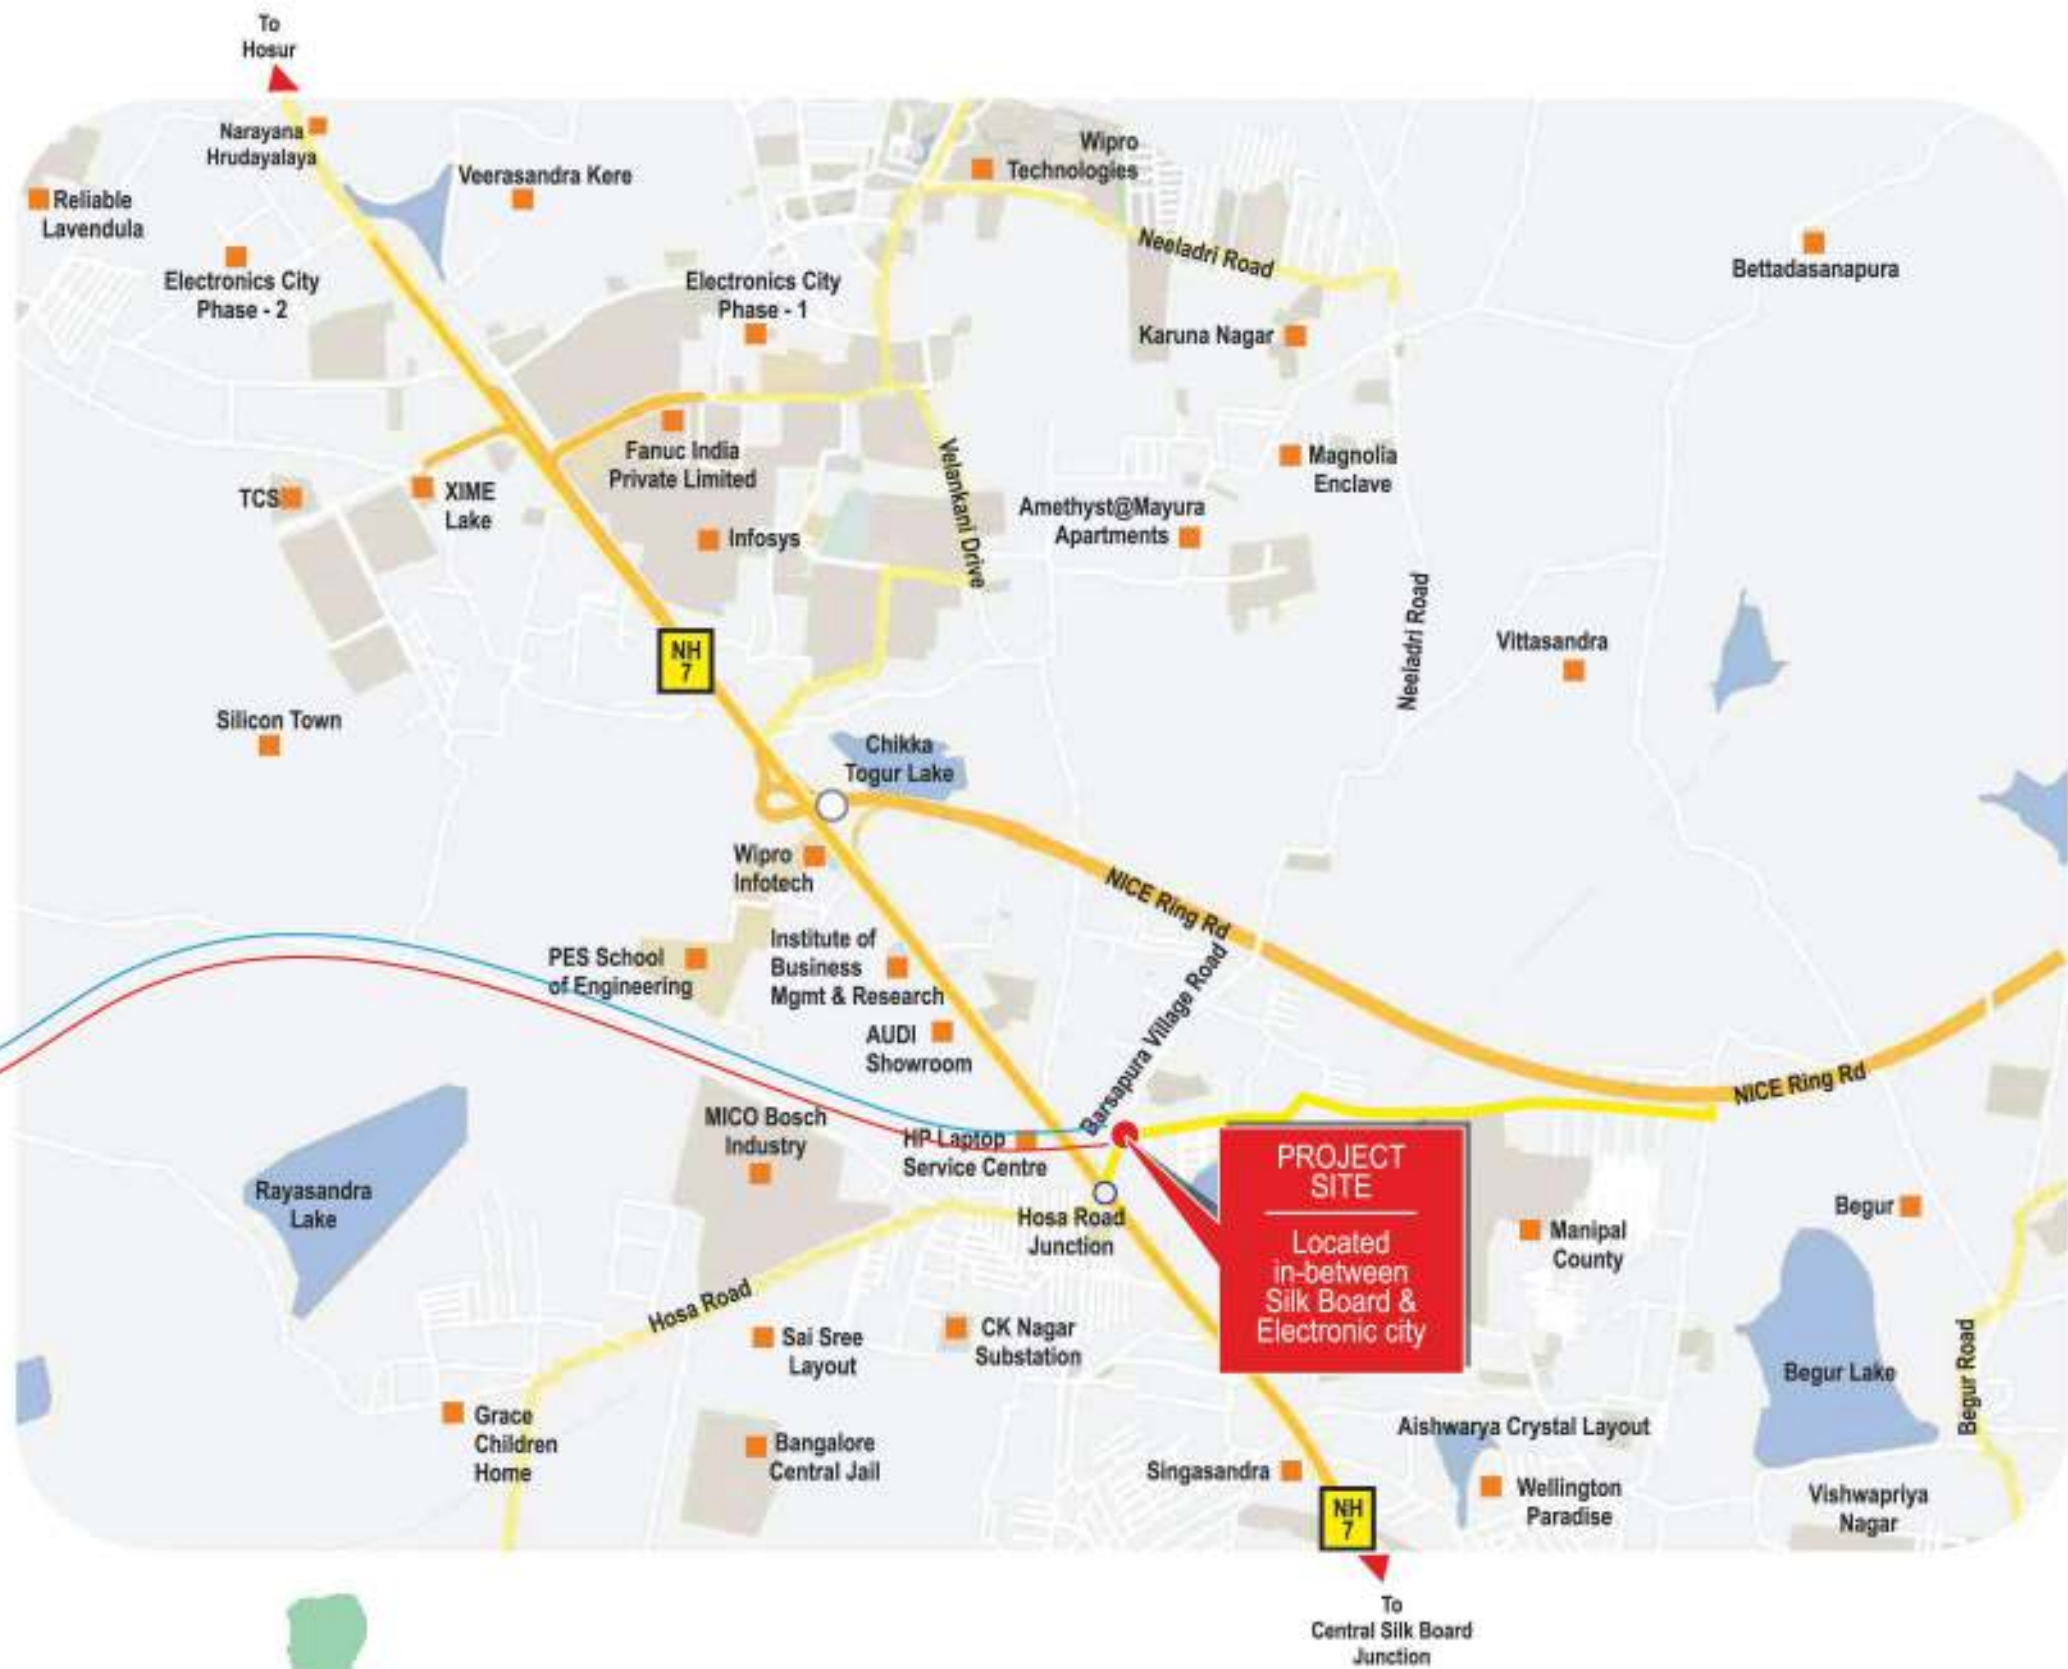 To
Hosur
Narayana
Hrudayalaya
Reliable
Lavendula
Veerasandra Kere
Wipro
Technologies
Neeladri Road
Bettadasanapura
Electronics City
Phase - 2
Electronics City
Phase - 1
Karuna Nagar
Fanuc India
Private Limited
Velankani Drive
Magnolia
Enclave
TCS
XIME
Lake
Amethyst@Mayura
Apartments
Infosys
Neeladri Road
Vittasandra
NH
7
Silicon Town
Chikka
Togur Lake
Wipro
Infotech
NICE Ring Rd
PES School
of Engineering
Institute of
Business
Mgmt & Research
Barsapura Village Road
AUDI
Showroom
NICE Ring Rd
MICO Bosch
Industry
HP Laptop
Service Centre
PROJECT
SITE
Located
in-between
Silk Board &
Electronic city
Rayasandra
Lake
Hosa Road
Junction
Manipal
County
Begur
Hosa Road
Sai Sree
Layout
CK Nagar
Substation
Begur Lake
Begur Road
Grace
Children
Home
Bangalore
Central Jail
Aishwarya Crystal Layout
Singasandra
Wellington
Paradise
Vishwapriya
Nagar
NH
7
To
Central Silk Board
Junction